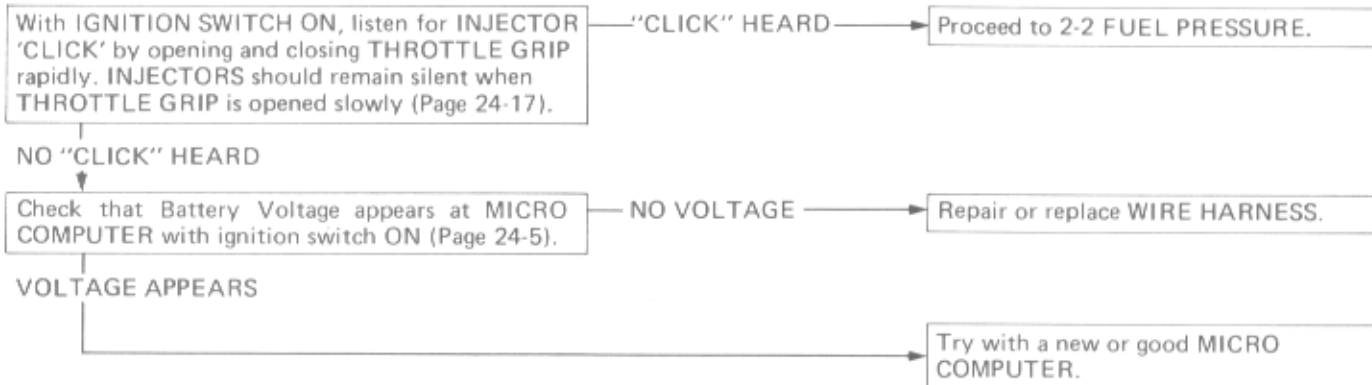 With IGNITION SWITCH ON, listen for INJECTOR
'CLICK' by opening and closing THROTTLE GRIP
rapidly. INJECTORS should remain silent when
THROTTLE GRIP is opened slowly (Page 24-17).
"CLICK" HEARD
Proceed to 2-2 FUEL PRESSURE.
NO "CLICK" HEARD
Check that Battery Voltage appears at MICRO
COMPUTER with ignition switch ON (Page 24-5).
NO VOLTAGE
Repair or replace WIRE HARNESS.
VOLTAGE APPEARS
Try with a new or good MICRO
COMPUTER.